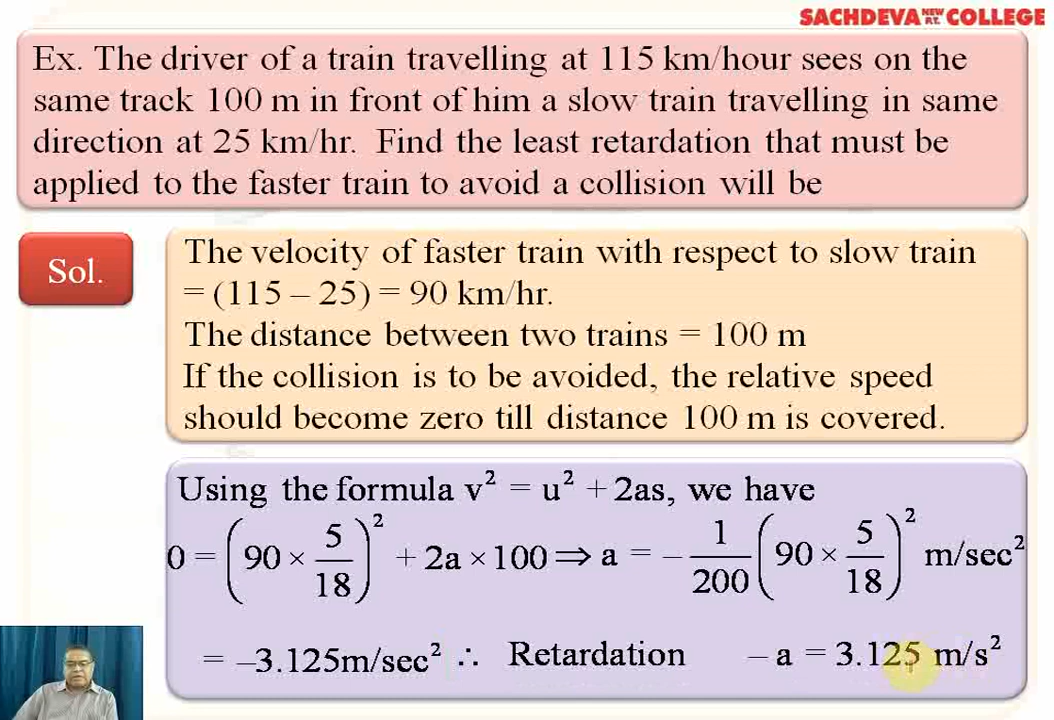 SACHDEVA NEW P.T. COLLEGE
Ex. The driver of a train travelling at 115 km/hour sees on the
same track 100 m in front of him a slow train travelling in same
direction at 25 km/hr. Find the least retardation that must be
applied to the faster train to avoid a collision will be
Sol.
The velocity of faster train with respect to slow train
= (115 – 25) = 90 km/hr.
The distance between two trains = 100 m
If the collision is to be avoided, the relative speed
should become zero till distance 100 m is covered.
Using the formula v² = u² + 2as, we have
0 = (90 × 5/18)² + 2a × 100 ⇒ a = – 1/200 (90 × 5/18)² m/sec²
= –3.125m/sec² ∴ Retardation – a = 3.125 m/s²